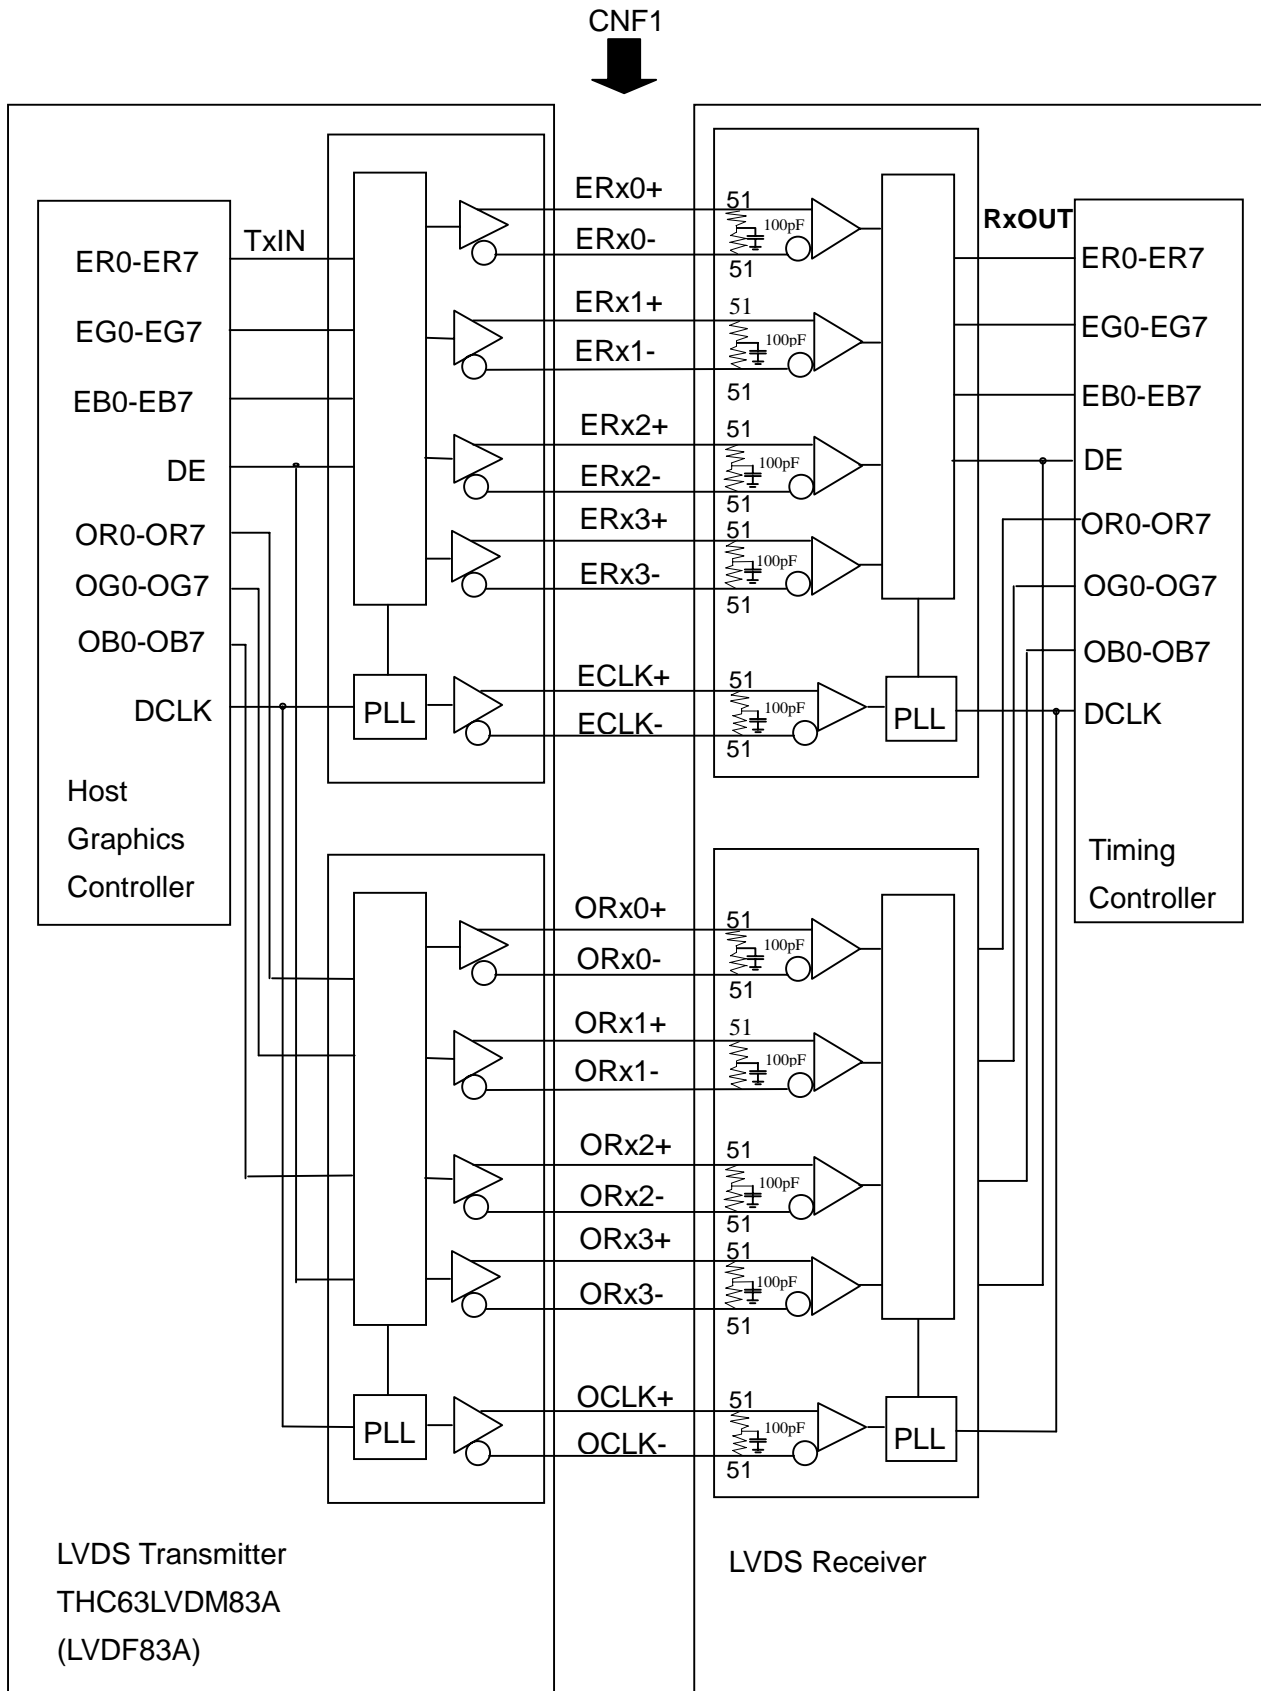 CNF1
TxIN
ER0-ER7
EG0-EG7
EB0-EB7
DE
OR0-OR7
OG0-OG7
OB0-OB7
DCLK
Host
Graphics
Controller
PLL
ERx0+
ERx0-
ERx1+
ERx1-
ERx2+
ERx2-
ERx3+
ERx3-
ECLK+
ECLK-
51
100pF
51
51
100pF
51
51
100pF
51
51
100pF
51
51
100pF
51
PLL
RxOUT
ER0-ER7
EG0-EG7
EB0-EB7
DE
OR0-OR7
OG0-OG7
OB0-OB7
DCLK
Timing
Controller
PLL
ORx0+
ORx0-
ORx1+
ORx1-
ORx2+
ORx2-
ORx3+
ORx3-
OCLK+
OCLK-
51
100pF
51
51
100pF
51
100pF
51
51
100pF
51
51
100pF
51
PLL
LVDS Transmitter
THC63LVDM83A
(LVDF83A)
LVDS Receiver